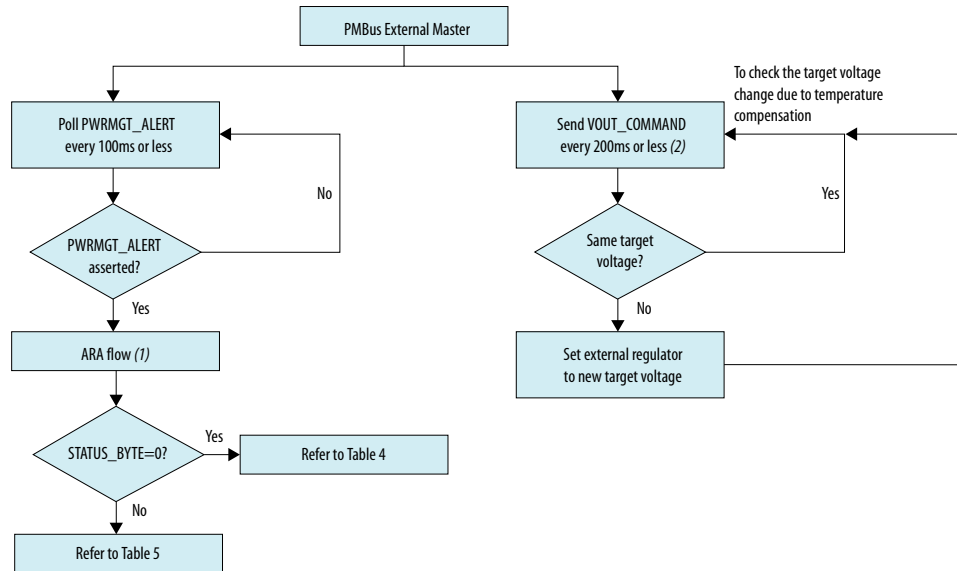 PMBus External Master
Poll PWRMGT_ALERT
every 100ms or less
No
PWRMGT_ALERT
asserted?
Yes
ARA flow (1)
STATUS_BYTE=0?
Yes
Refer to Table 4
No
Refer to Table 5
To check the target voltage
change due to temperature
compensation
Send VOUT_COMMAND
every 200ms or less (2)
Yes
Same target
voltage?
No
Set external regulator
to new target voltage